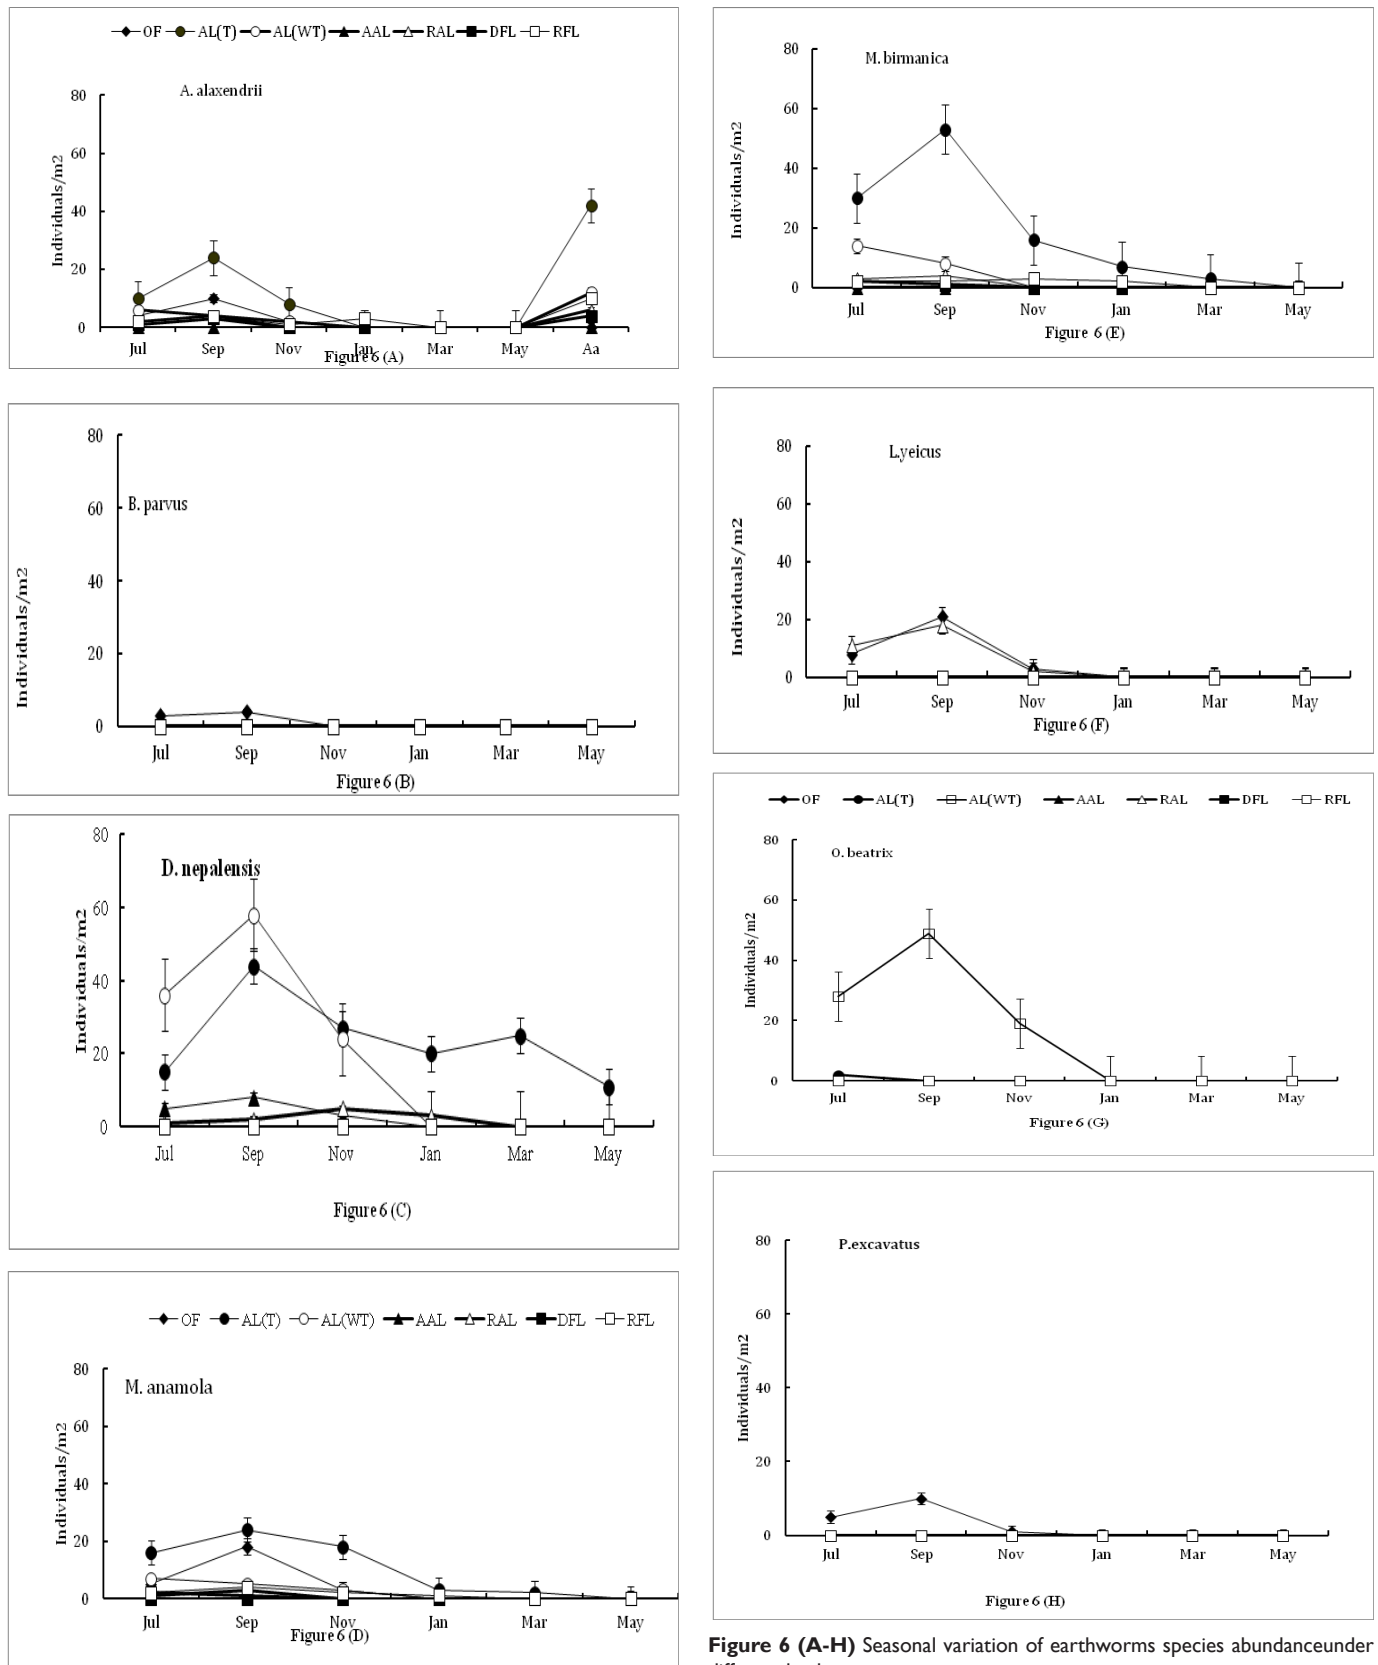 OF AL(T) AL(WT) AAL RAL DFL RFL
A. alaxendrii
80
60
40
20
0
Individuals/m2
Jul Sep Nov Jan Mar May Aa
Figure 6 (A)
B. parvus
80
60
40
20
0
Individuals/m2
Jul Sep Nov Jan Mar May
Figure 6 (B)
D. nepalensis
80
60
40
20
0
Individuals/m2
Jul Sep Nov Jan Mar May
Figure 6 (C)
OF AL(T) AL(WT) AAL RAL DFL RFL
M. anamola
80
60
40
20
0
Individuals/m2
Jul Sep Nov Jan Mar May
Figure 6 (D)
M. birmanica
80
60
40
20
0
Individuals/m2
Jul Sep Nov Jan Mar May
Figure 6 (E)
L.yeicus
80
60
40
20
0
Individuals/m2
Jul Sep Nov Jan Mar May
Figure 6 (F)
OF AL(T) AL(WT) AAL RAL DFL RFL
O. beatrix
80
60
40
20
0
Individuals/m2
Jul Sep Nov Jan Mar May
Figure 6 (G)
P.excavatus
80
60
40
20
0
Individuals/m2
Jul Sep Nov Jan Mar May
Figure 6 (H)
Figure 6 (A-H) Seasonal variation of earthworms species abundanceunder